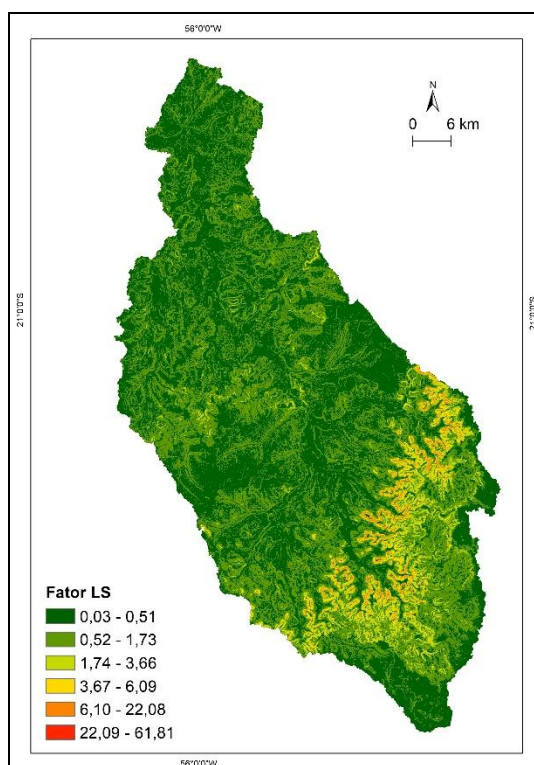 56°0'0"W
N
0 6 km
21°0'0"S
21°0'0"S
Fator LS
0,03 - 0,51
0,52 - 1,73
1,74 - 3,66
3,67 - 6,09
6,10 - 22,08
22,09 - 61,81
56°0'0"W